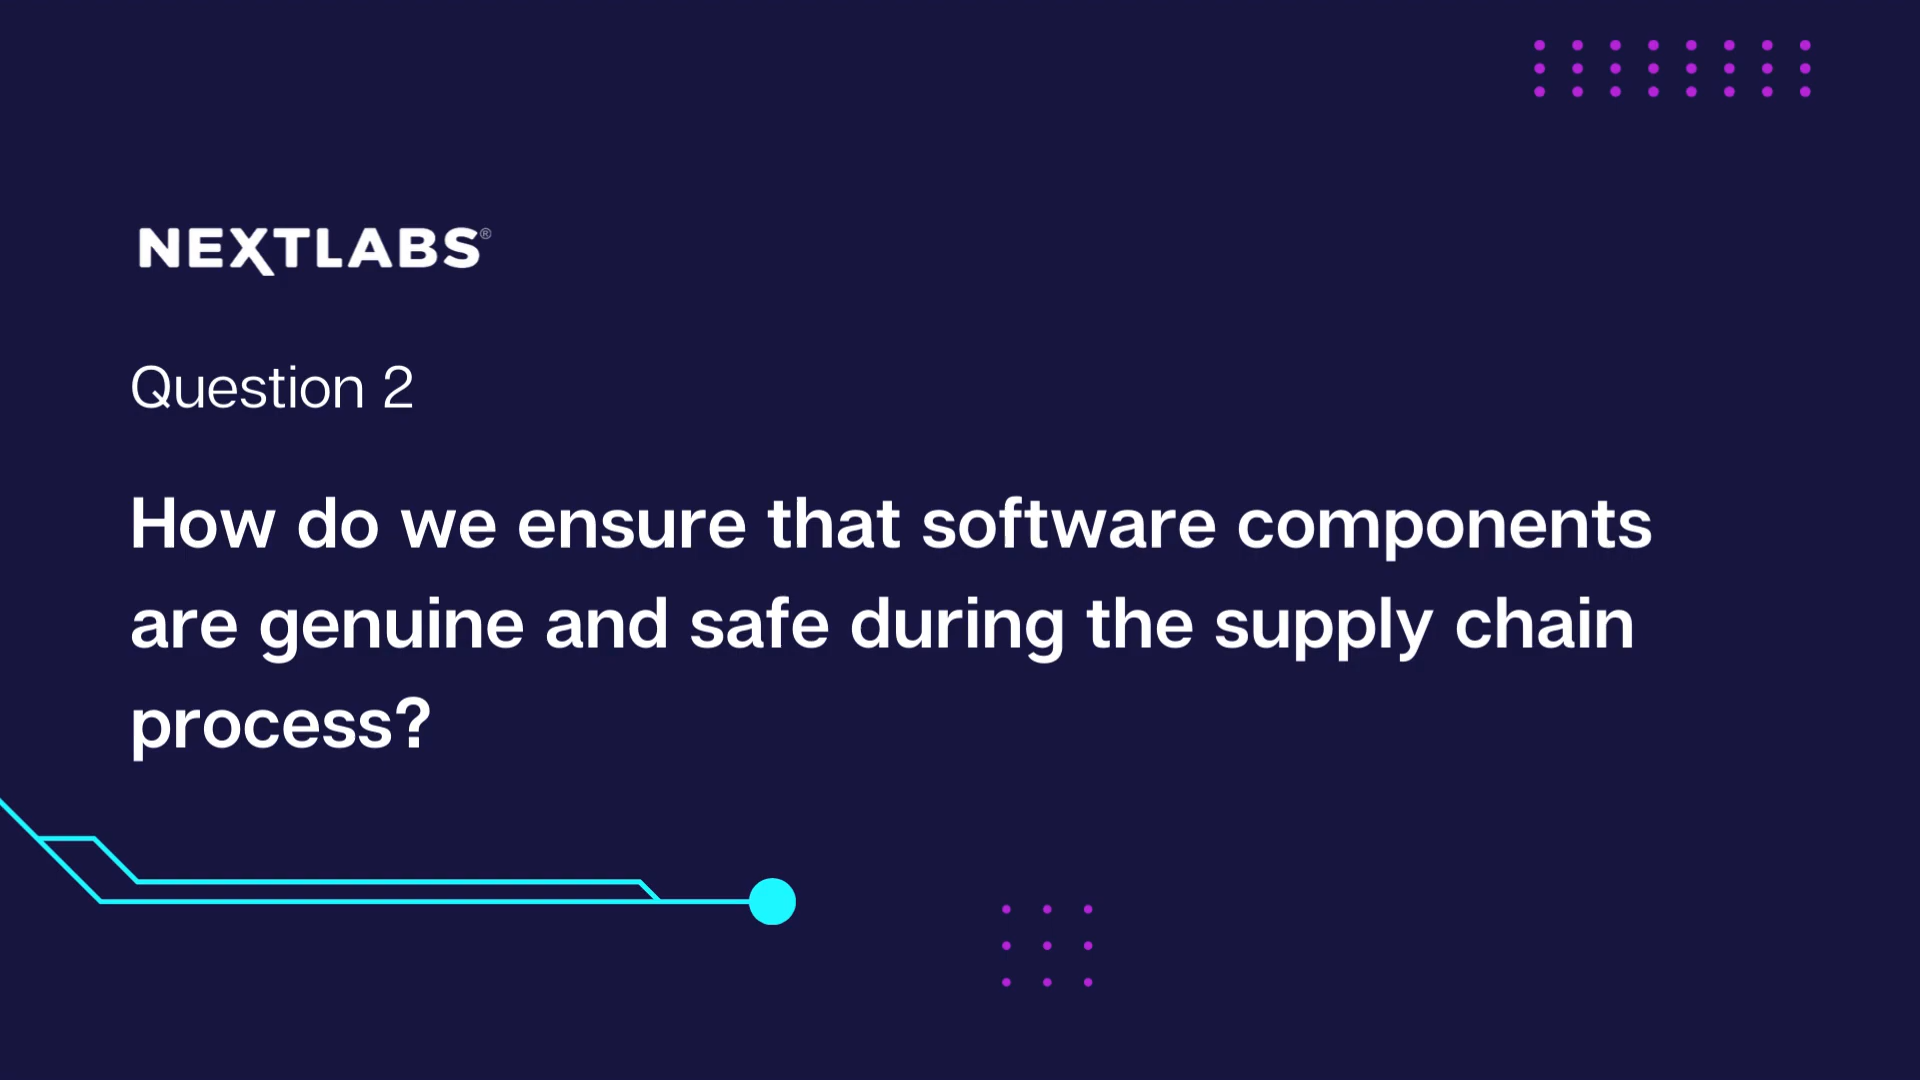 NEXTLABS®
Question 2
How do we ensure that software components
are genuine and safe during the supply chain
process?